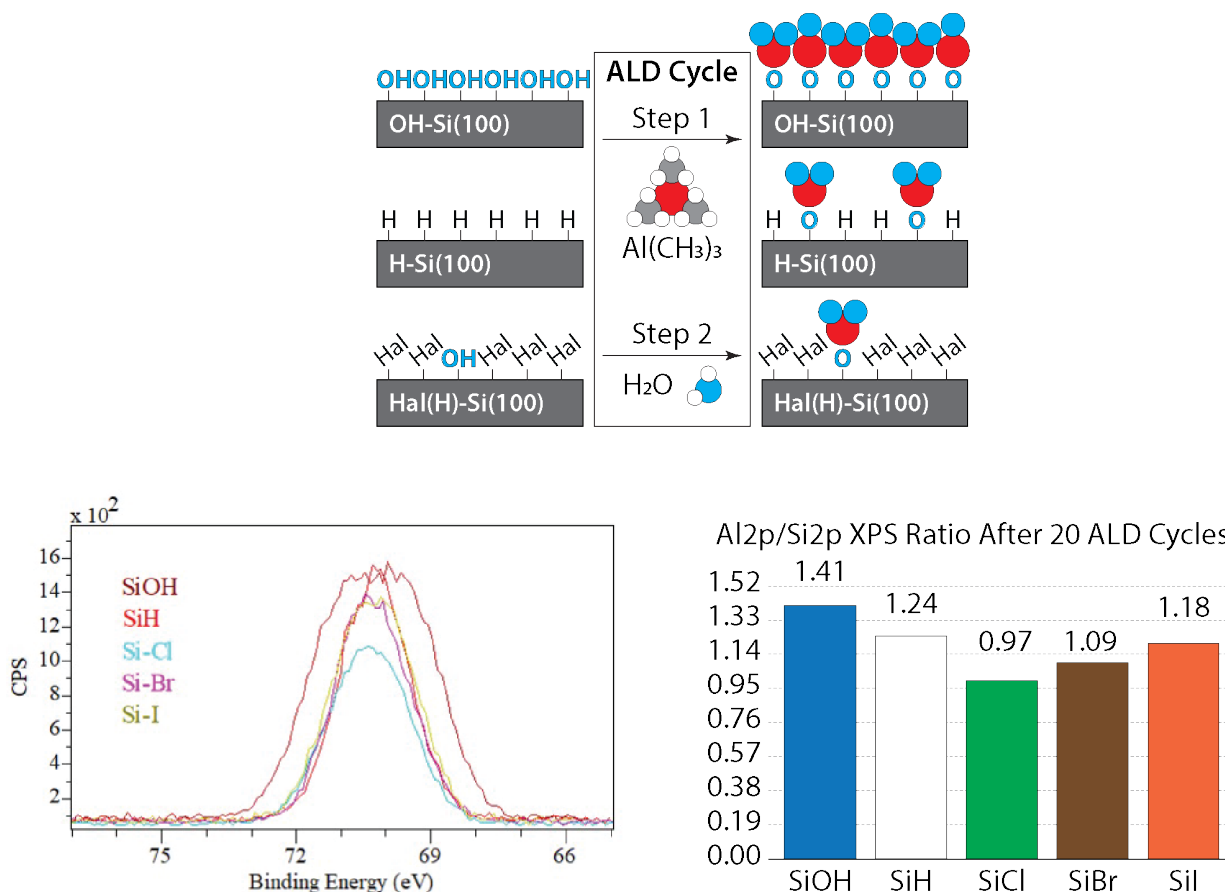 ALD Cycle
OHOHOHOHOHOH
OH-Si(100)
Step 1
O O O O O O
OH-Si(100)
H H H H H H
H-Si(100)
Al(CH₃)₃
H O H H O H
H-Si(100)
Hal Hal OH Hal Hal Hal
Hal(H)-Si(100)
Step 2
H₂O
Hal Hal O Hal Hal Hal
Hal(H)-Si(100)
x 10²
16
14
12
10
8
6
4
2
CPS
SiOH
SiH
Si-Cl
Si-Br
Si-I
75 72 69 66
Binding Energy (eV)
Al2p/Si2p XPS Ratio After 20 ALD Cycles
1.52
1.33
1.14
0.95
0.76
0.57
0.38
0.19
0.00
1.41
1.24
0.97
1.09
1.18
SiOH SiH SiCl SiBr SiI